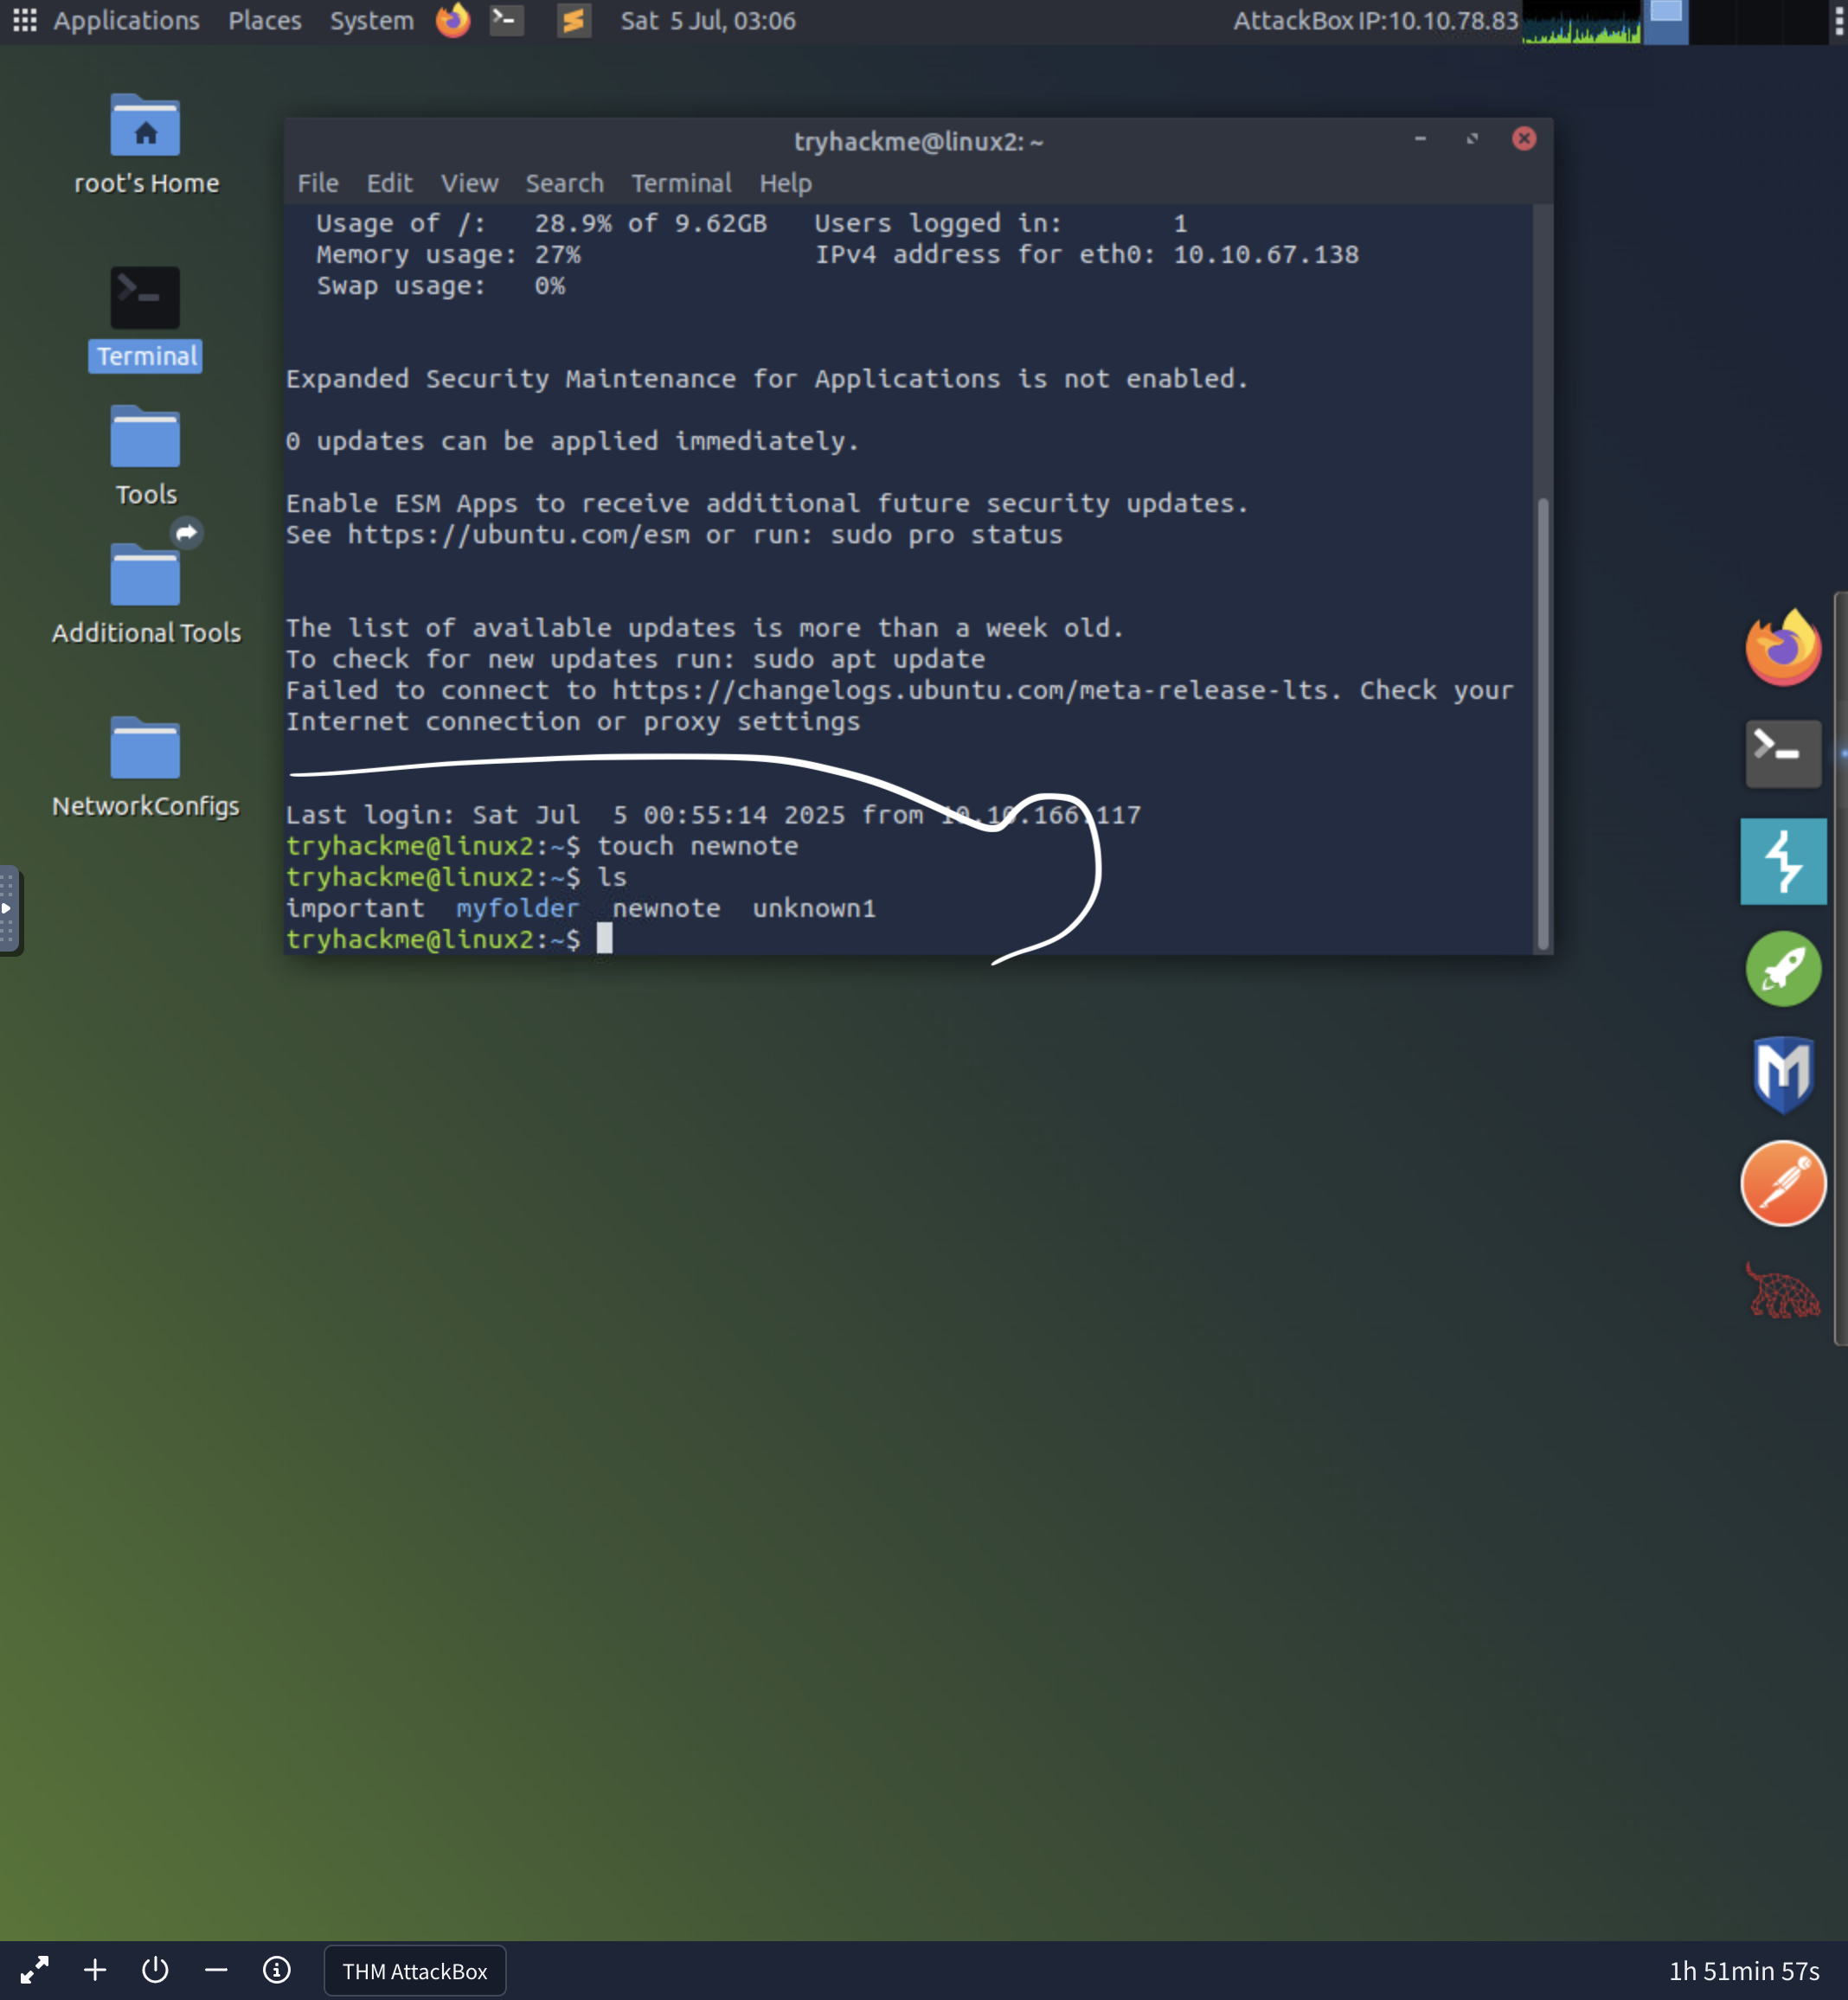 Applications Places System Sat 5 Jul, 03:06 AttackBox IP:10.10.78.83
root's Home
Terminal
Tools
Additional Tools
NetworkConfigs
tryhackme@linux2: ~
File Edit View Search Terminal Help
Usage of /: 28.9% of 9.62GB Users logged in: 1
Memory usage: 27% IPv4 address for eth0: 10.10.67.138
Swap usage: 0%
Expanded Security Maintenance for Applications is not enabled.
0 updates can be applied immediately.
Enable ESM Apps to receive additional future security updates.
See https://ubuntu.com/esm or run: sudo pro status
The list of available updates is more than a week old.
To check for new updates run: sudo apt update
Failed to connect to https://changelogs.ubuntu.com/meta-release-lts. Check your
Internet connection or proxy settings
Last login: Sat Jul  5 00:55:14 2025 from 10.10.166.117
tryhackme@linux2:~$ touch newnote
tryhackme@linux2:~$ ls
important  myfolder  newnote  unknown1
tryhackme@linux2:~$
THM AttackBox
1h 51min 57s